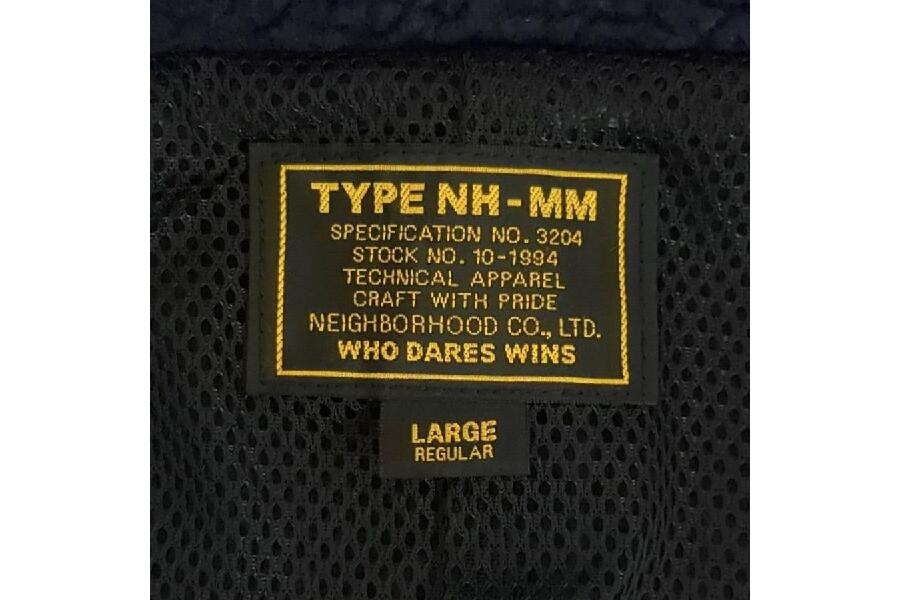 TYPE NH-MM
SPECIFICATION NO. 3204
STOCK NO. 10-1994
TECHNICAL APPAREL
CRAFT WITH PRIDE
NEIGHBORHOOD CO., LTD.
WHO DARES WINS
LARGE
REGULAR